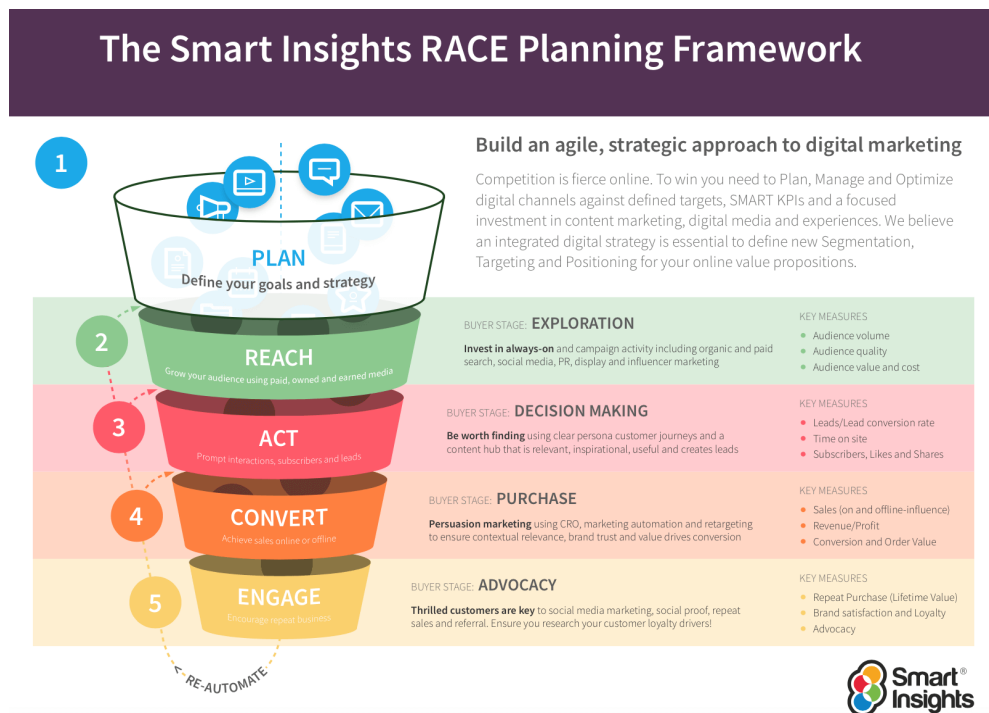 The Smart Insights RACE Planning Framework
1
Build an agile, strategic approach to digital marketing
Competition is fierce online. To win you need to Plan, Manage and Optimize
digital channels against defined targets, SMART KPIs and a focused
investment in content marketing, digital media and experiences. We believe
an integrated digital strategy is essential to define new Segmentation,
Targeting and Positioning for your online value propositions.
PLAN
Define your goals and strategy
2
REACH
Grow your audience using paid, owned and earned media
BUYER STAGE: EXPLORATION
Invest in always-on and campaign activity including organic and paid
search, social media, PR, display and influencer marketing
KEY MEASURES
Audience volume
Audience quality
Audience value and cost
3
ACT
Prompt interactions, subscribers and leads
BUYER STAGE: DECISION MAKING
Be worth finding using clear persona customer journeys and a
content hub that is relevant, inspirational, useful and creates leads
KEY MEASURES
Leads/Lead conversion rate
Time on site
Subscribers, Likes and Shares
4
CONVERT
Achieve sales online or offline
BUYER STAGE: PURCHASE
Persuasion marketing using CRO, marketing automation and retargeting
to ensure contextual relevance, brand trust and value drives conversion
KEY MEASURES
Sales (on and offline-influence)
Revenue/Profit
Conversion and Order Value
5
ENGAGE
Encourage repeat business
BUYER STAGE: ADVOCACY
Thrilled customers are key to social media marketing, social proof, repeat
sales and referral. Ensure you research your customer loyalty drivers!
KEY MEASURES
Repeat Purchase (Lifetime Value)
Brand satisfaction and Loyalty
Advocacy
RE-AUTOMATE
Smart®
Insights